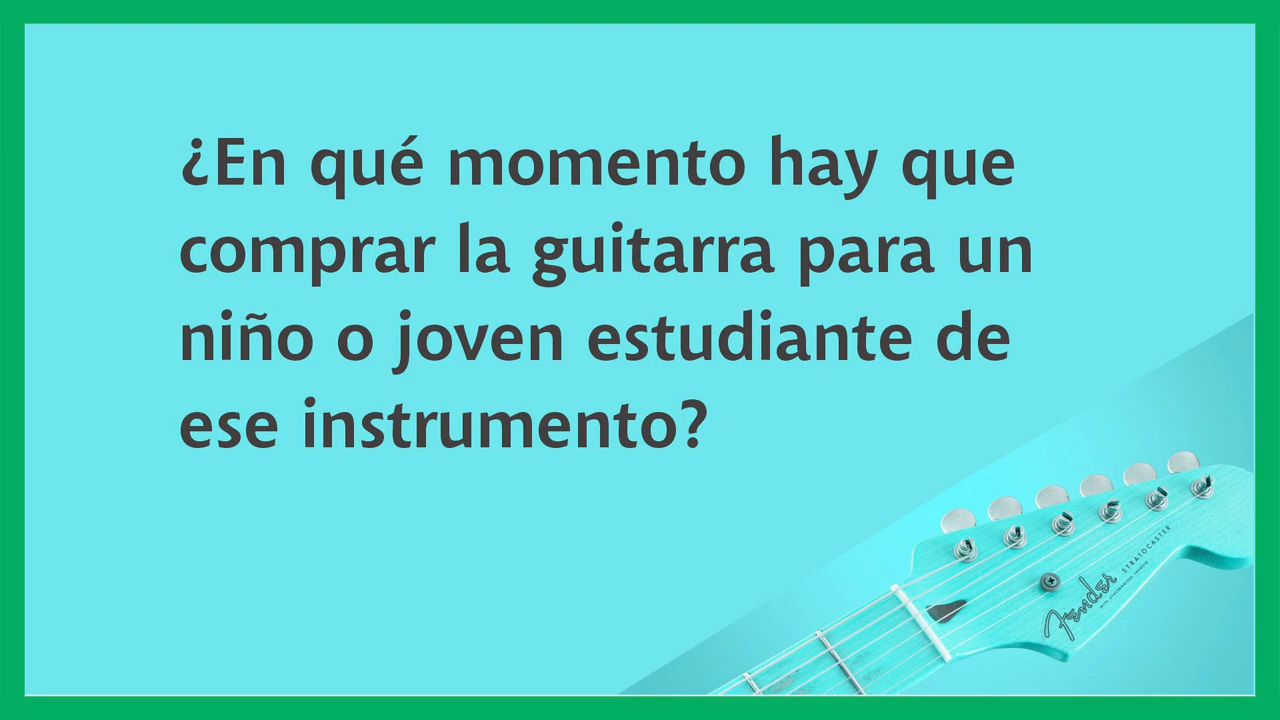 ¿En qué momento hay que
comprar la guitarra para un
niño o joven estudiante de
ese instrumento?
Fender
STRATOCASTER